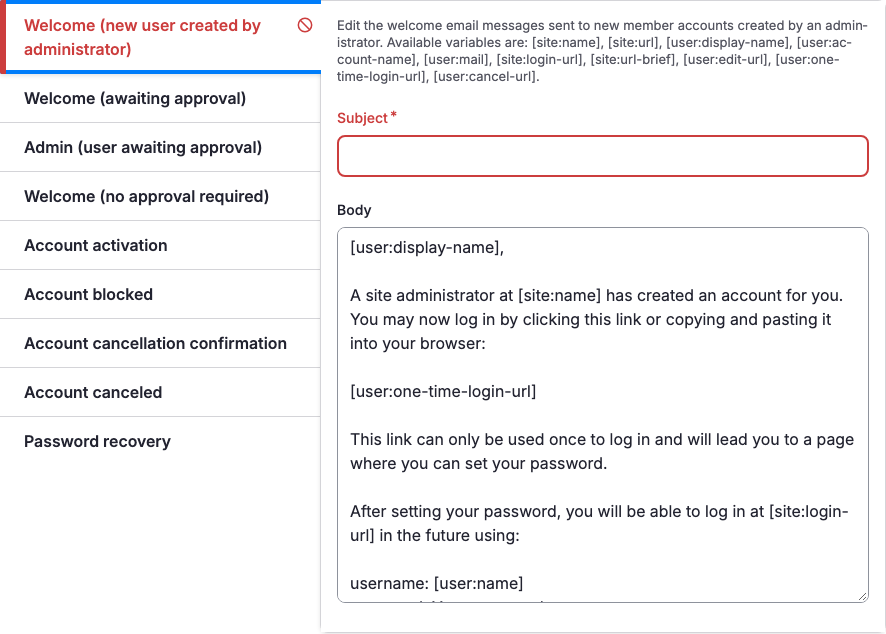 Welcome (new user created by
administrator)
Welcome (awaiting approval)
Admin (user awaiting approval)
Welcome (no approval required)
Account activation
Account blocked
Account cancellation confirmation
Account canceled
Password recovery
Edit the welcome email messages sent to new member accounts created by an admin-
istrator. Available variables are: [site:name], [site:url], [user:display-name], [user:ac-
count-name], [user:mail], [site:login-url], [site:url-brief], [user:edit-url], [user:one-
time-login-url], [user:cancel-url].
Subject *
Body
[user:display-name],
A site administrator at [site:name] has created an account for you.
You may now log in by clicking this link or copying and pasting it
into your browser:
[user:one-time-login-url]
This link can only be used once to log in and will lead you to a page
where you can set your password.
After setting your password, you will be able to log in at [site:login-
url] in the future using:
username: [user:name]